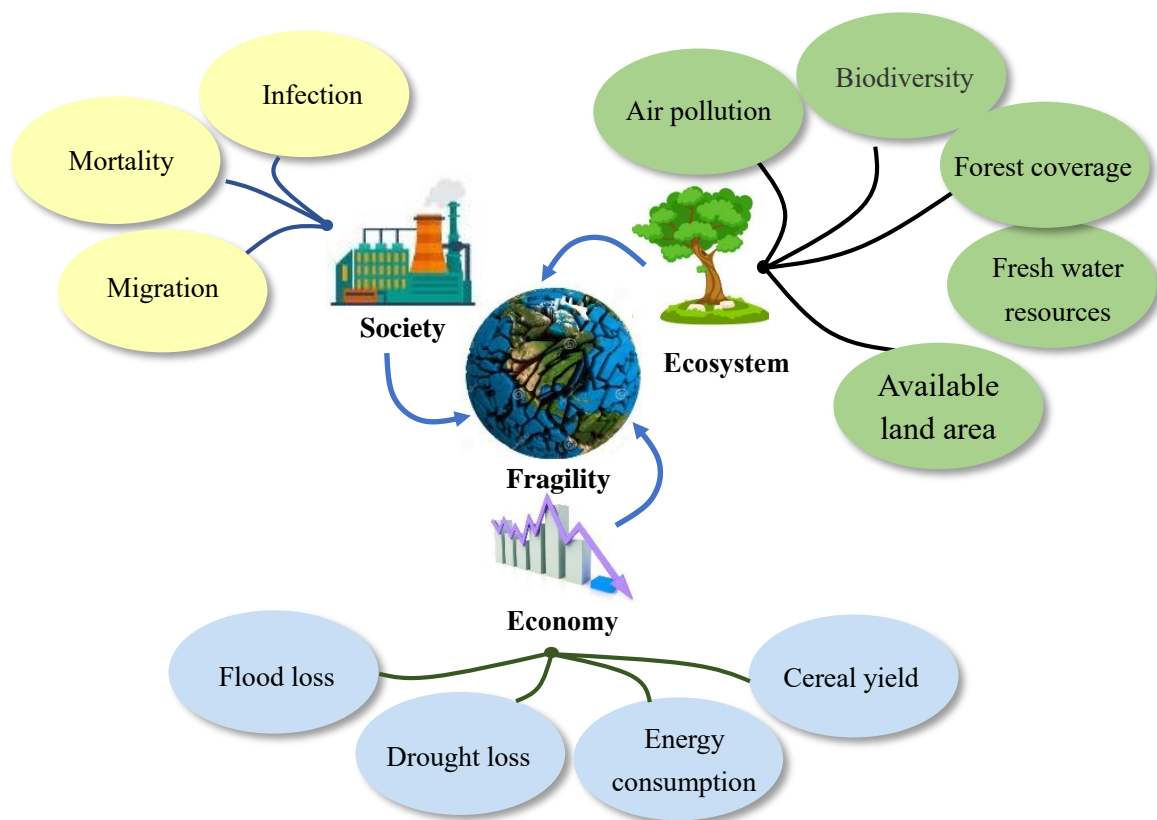 Infection
Mortality
Migration
Society
Air pollution
Biodiversity
Forest coverage
Fresh water
resources
Available
land area
Ecosystem
Fragility
Economy
Flood loss
Drought loss
Energy
consumption
Cereal yield